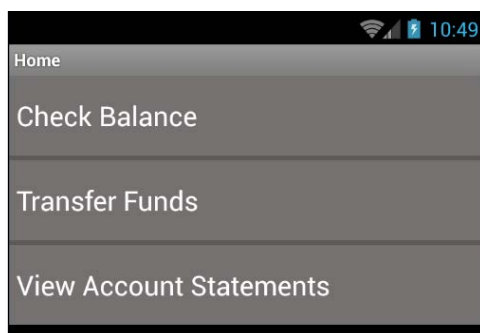 10:49
Home
Check Balance
Transfer Funds
View Account Statements